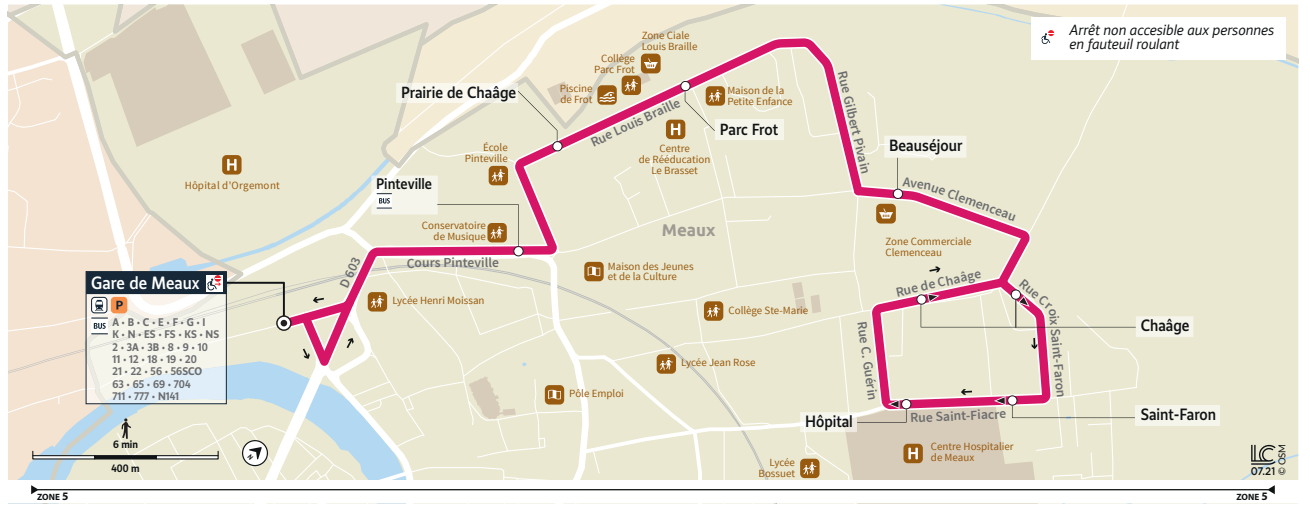 Arrêt non accesible aux personnes
en fauteuil roulant
Zone Ciale
Louis Braille
Collège
Parc Frot
Piscine
de Frot
Prairie de Chaâge
Rue Louis Braille
Maison de la
Petite Enfance
Parc Frot
Rue Gilbert Pivain
H
Centre
de Rééducation
Le Brasset
Beauséjour
Avenue Clemenceau
École
Pinteville
H
Hôpital d'Orgemont
Pinteville
BUS
Conservatoire
de Musique
Cours Pinteville
D 603
Meaux
Zone Commerciale
Clemenceau
Maison des Jeunes
et de la Culture
Gare de Meaux
P
BUS
A • B • C • E • F • G • I
K • N • ES • FS • KS • NS
2 • 3A • 3B • 8 • 9 • 10
11 • 12 • 18 • 19 • 20
21 • 22 • 56 • 56SCO
63 • 65 • 69 • 704
711 • 777 • N141
Lycée Henri Moissan
Collège Ste-Marie
Rue de Chaâge
Rue Croix Saint-Faron
Chaâge
Rue C. Guérin
Lycée Jean Rose
Pôle Emploi
Hôpital
Rue Saint-Fiacre
Saint-Faron
H
Centre Hospitalier
de Meaux
Lycée
Bossuet
6 min
400 m
N
LC
07.21 © OSM
ZONE 5
ZONE 5